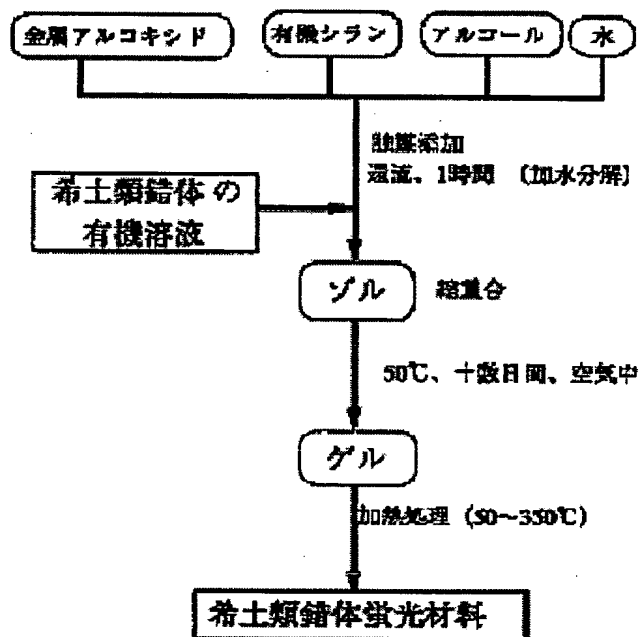 金属アルコキシド
有機シラン
アルコール
水
触媒添加
還流、1時間 (加水分解)
希土類錯体の
有機溶液
ゾル
縮重合
50℃、十数日間、空気中
ゲル
加熱処理 (50~350℃)
希土類錯体蛍光材料